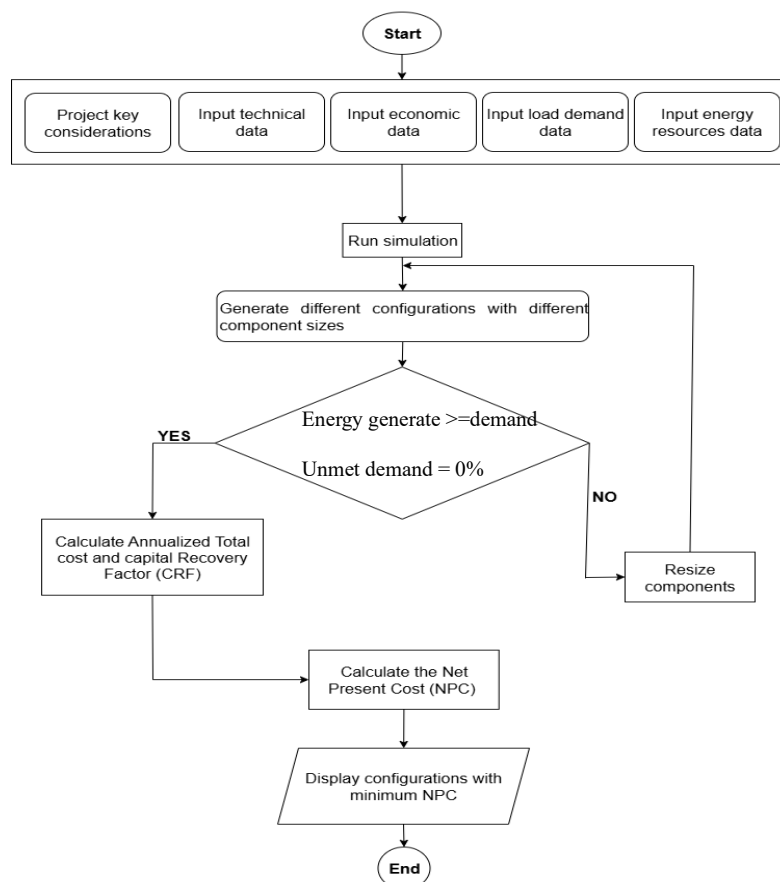 Start
Project key
considerations
Input technical
data
Input economic
data
Input load demand
data
Input energy
resources data
Run simulation
Generate different configurations with different
component sizes
Energy generate >=demand
Unmet demand = 0%
YES
NO
Calculate Annualized Total
cost and capital Recovery
Factor (CRF)
Resize
components
Calculate the Net
Present Cost (NPC)
Display configurations with
minimum NPC
End